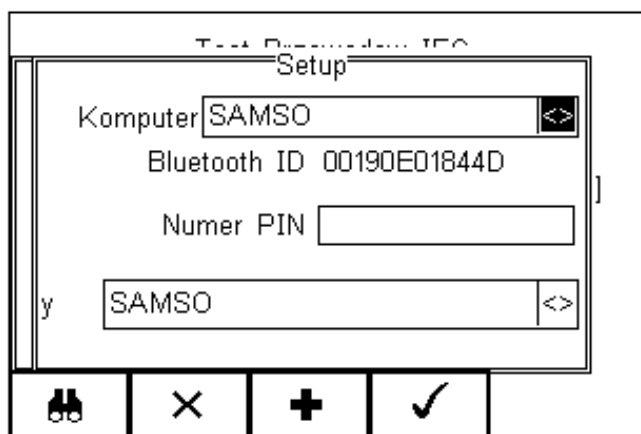 Setup
Komputer SAMSO <>
Bluetooth ID 00190E01844D
]
Numer PIN
y SAMSO <>